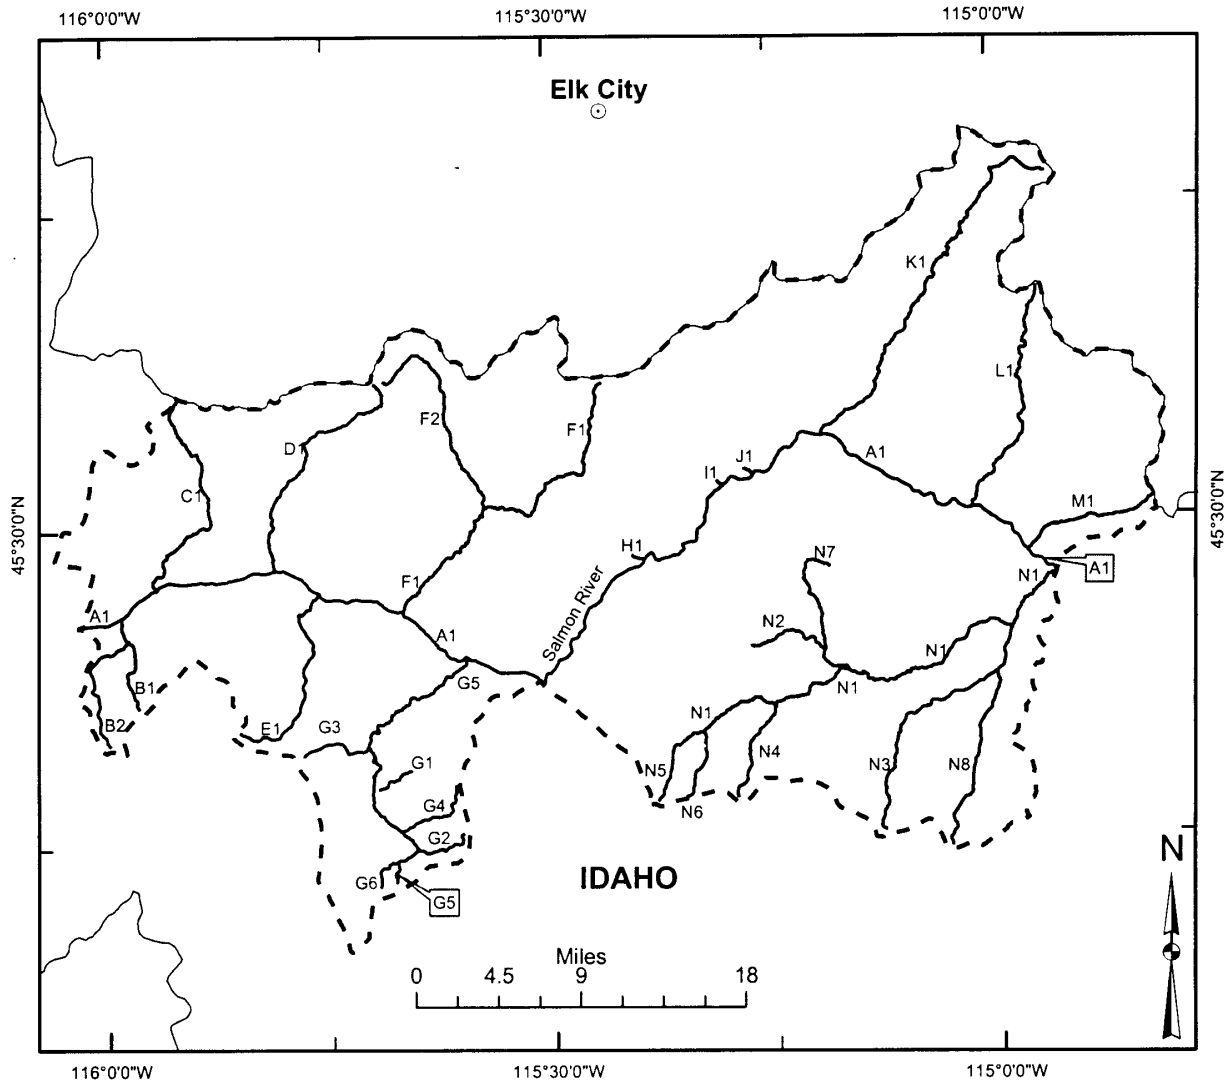 116°0'0"W
115°30'0"W
115°0'0"W
Elk City
K1
L1
F2
F1
D1
A1
J1
I1
C1
M1
45°30'0"N
45°30'0"N
H1
N7
A1
N1
F1
A1
Salmon River
N2
A1
N1
G5
N1
B1
N1
B2
E1
G3
N4
G1
N5
N3
N8
G4
N6
G2
G6
G5
IDAHO
N
Miles
0 4.5 9 18
116°0'0"W
115°30'0"W
115°0'0"W